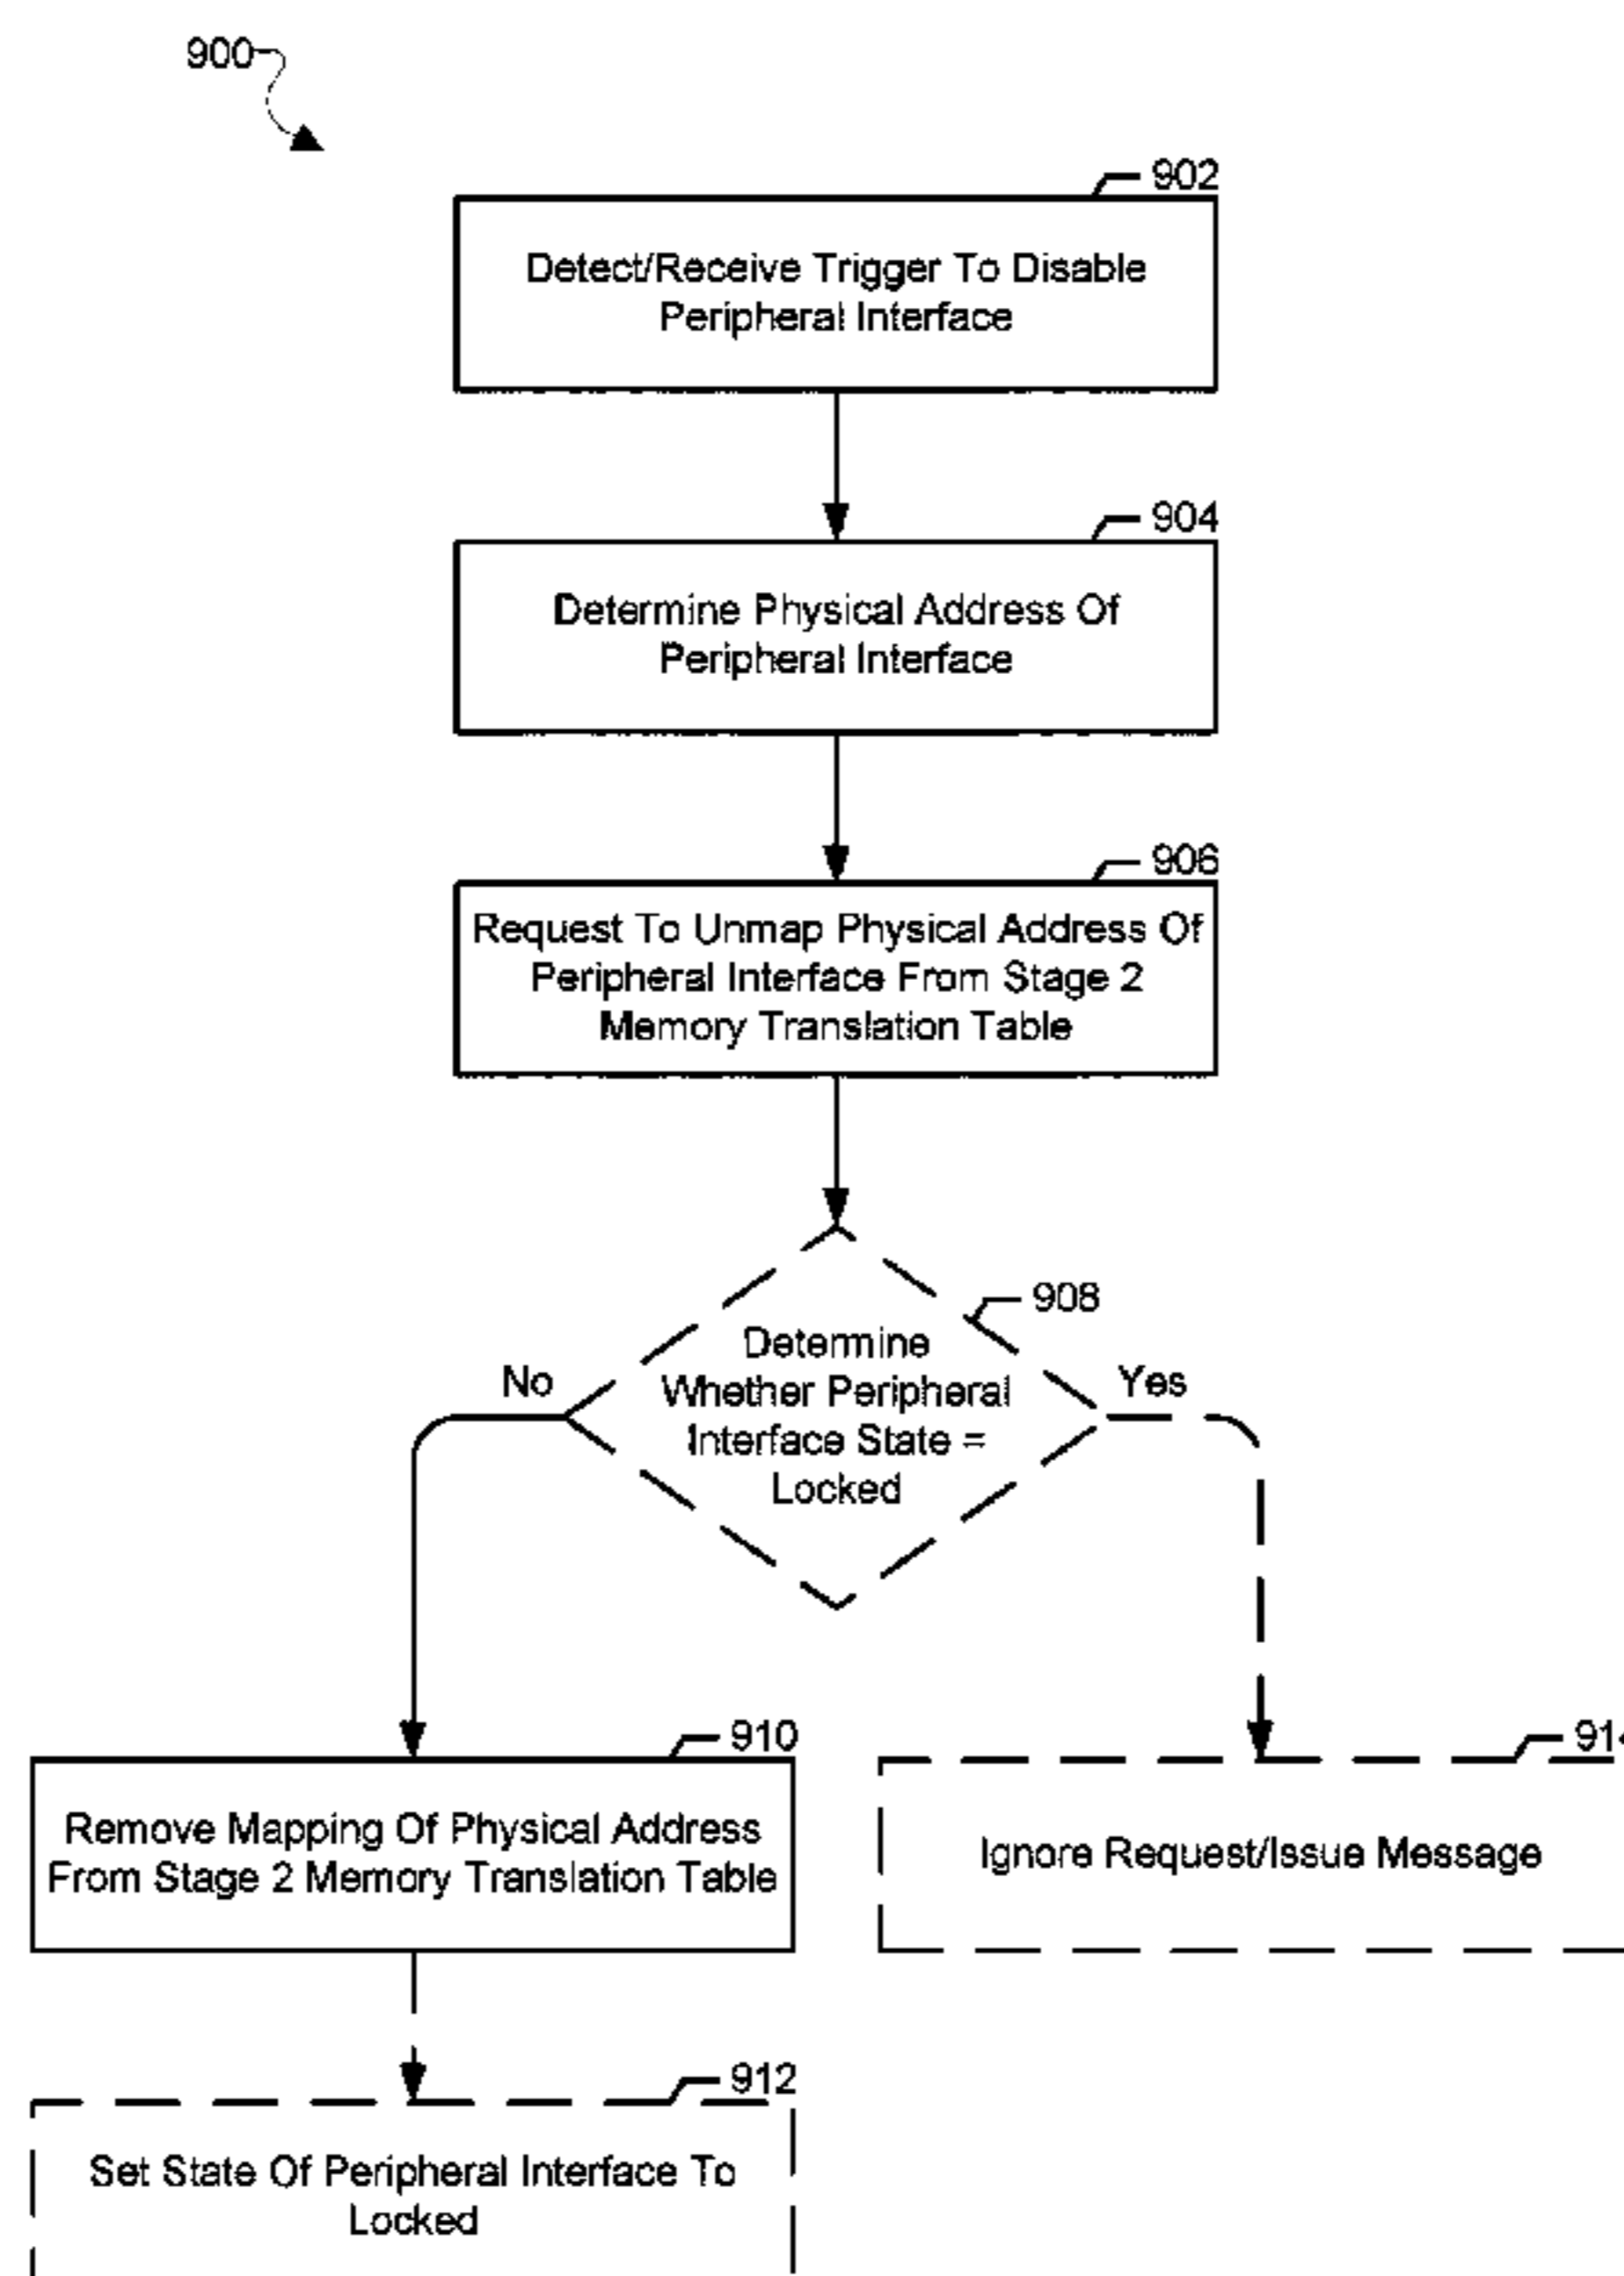 900
902
Detect/Receive Trigger To Disable
Peripheral Interface
904
Determine Physical Address Of
Peripheral Interface
906
Request To Unmap Physical Address Of
Peripheral Interface From Stage 2
Memory Translation Table
908
Determine
Whether Peripheral
Interface State =
Locked
No
Yes
910
Remove Mapping Of Physical Address
From Stage 2 Memory Translation Table
914
Ignore Request/Issue Message
912
Set State Of Peripheral Interface To
Locked